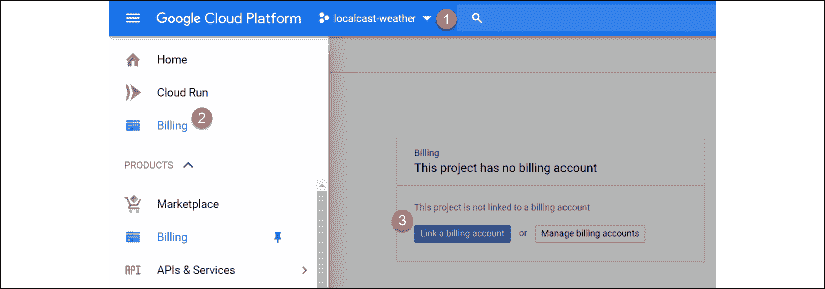 Google Cloud Platform localcast-weather 1
Home
Cloud Run
Billing 2
PRODUCTS
Marketplace
Billing
API APIs & Services
Billing
This project has no billing account
This project is not linked to a billing account
3
Link a billing account or Manage billing accounts